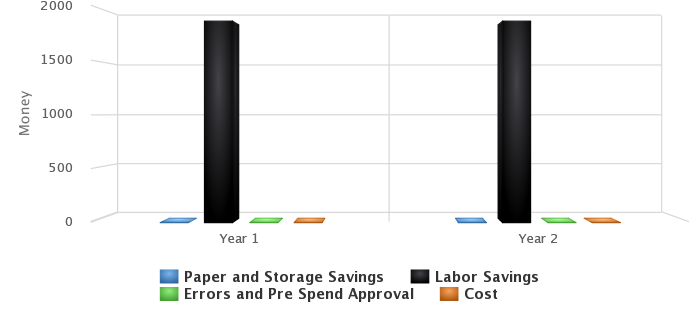 2000
1500
1000
500
0
Money
Year 1 Year 2
Paper and Storage Savings Labor Savings
Errors and Pre Spend Approval Cost